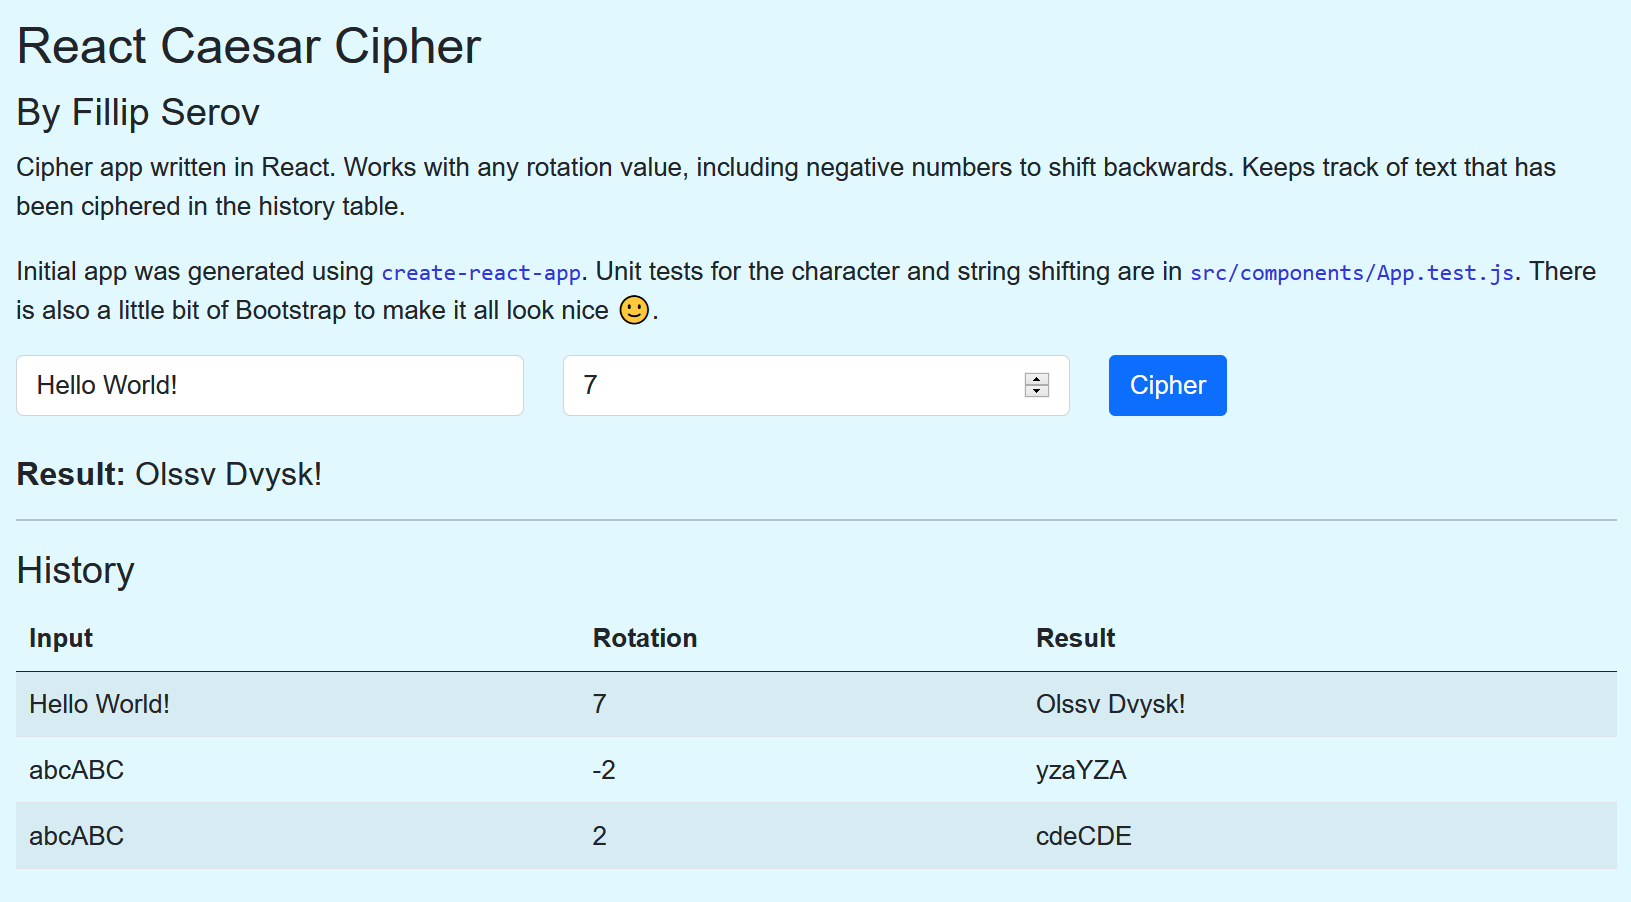 React Caesar Cipher
By Fillip Serov
Cipher app written in React. Works with any rotation value, including negative numbers to shift backwards. Keeps track of text that has
been ciphered in the history table.
Initial app was generated using create-react-app. Unit tests for the character and string shifting are in src/components/App.test.js. There
is also a little bit of Bootstrap to make it all look nice 🙂.
Hello World! 7 Cipher
Result: Olssv Dvysk!
History
Input Rotation Result
Hello World! 7 Olssv Dvysk!
abcABC -2 yzaYZA
abcABC 2 cdeCDE